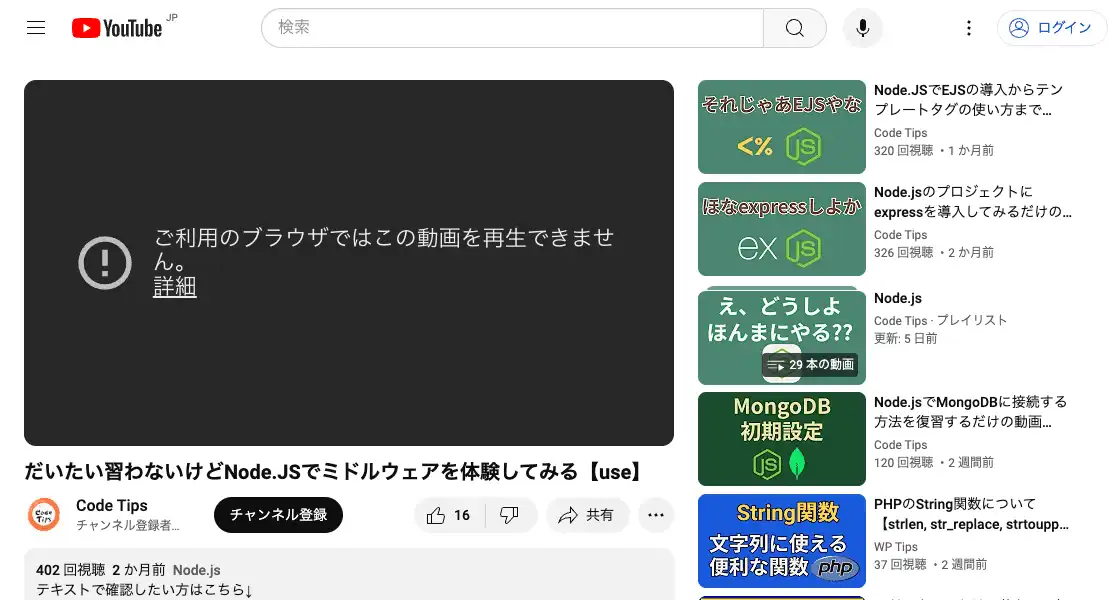 YouTube JP
検索
ログイン
ご利用のブラウザではこの動画を再生できませ
ん。
詳細
だいたい習わないけどNode.JSでミドルウェアを体験してみる【use】
Code Tips
Code Tips
チャンネル登録者...
チャンネル登録
16
共有
402 回視聴 2 か月前 Node.js
テキストで確認したい方はこちら↓
それじゃあEJSやな
<% JS
Node.JSでEJSの導入からテン
プレートタグの使い方まで...
Code Tips
320 回視聴 ・1 か月前
ほなexpressしよか
ex JS
Node.jsのプロジェクトに
expressを導入してみるだけの...
Code Tips
326 回視聴 ・2 か月前
え、どうしよ
ほんまにやる??
29 本の動画
Node.js
Code Tips · プレイリスト
更新: 5 日前
MongoDB
初期設定
JS
Node.jsでMongoDBに接続する
方法を復習するだけの動画...
Code Tips
120 回視聴 ・2 週間前
String関数
文字列に使える
便利な関数 php
PHPのString関数について
【strlen, str_replace, strtoupp...
WP Tips
37 回視聴 ・2 週間前